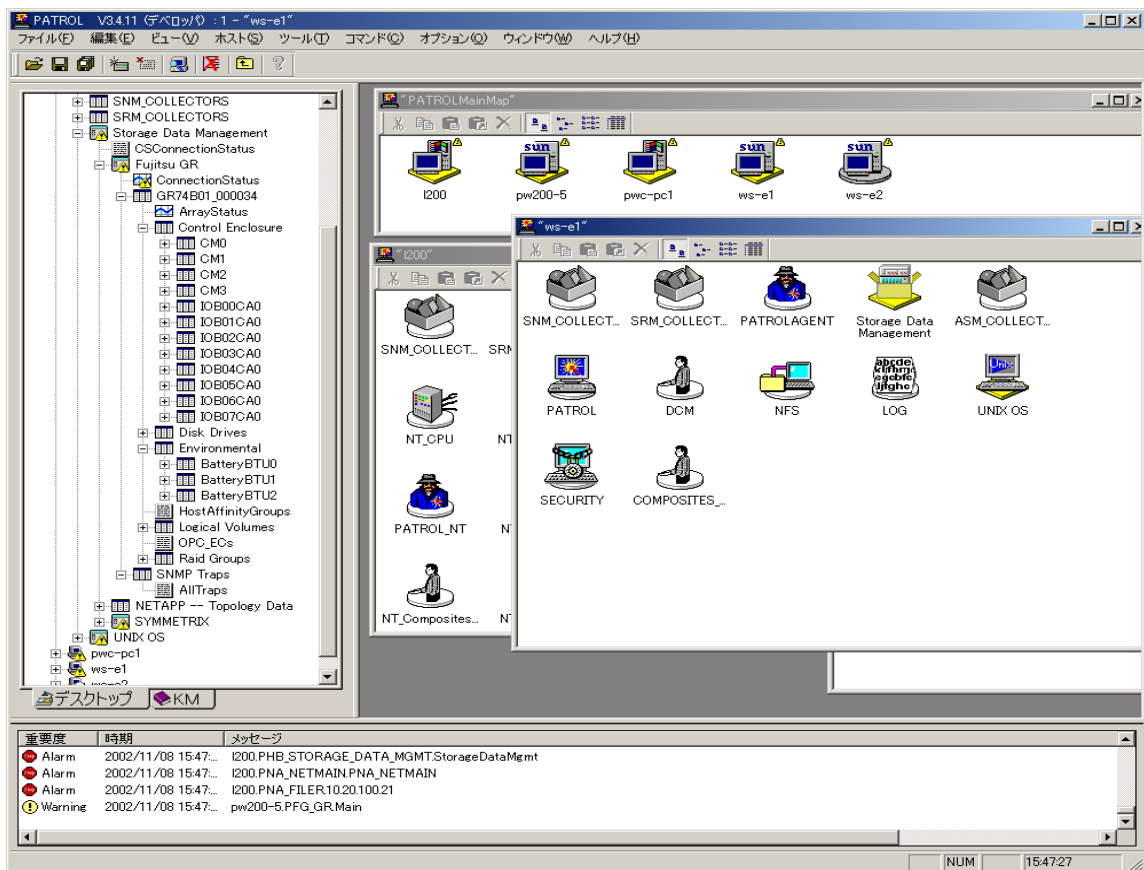 PATROL V3.4.11 (デベロッパ) : 1 - "ws-e1"
ファイル(F) 編集(E) ビュー(V) ホスト(S) ツール(T) コマンド(C) オプション(O) ウィンドウ(W) ヘルプ(H)
SNM_COLLECTORS
SRM_COLLECTORS
Storage Data Management
CSConnectionStatus
Fujitsu GR
ConnectionStatus
GR74B01_000034
ArrayStatus
Control Enclosure
CM0
CM1
CM2
CM3
IOB00CA0
IOB01CA0
IOB02CA0
IOB03CA0
IOB04CA0
IOB05CA0
IOB06CA0
IOB07CA0
Disk Drives
Environmental
BatteryBTU0
BatteryBTU1
BatteryBTU2
HostAffinityGroups
Logical Volumes
OPC_ECs
Raid Groups
SNMP Traps
AllTraps
NETAPP -- Topology Data
SYMMETRIX
UNIX OS
pwc-pc1
ws-e1
ws-e2
デスクトップ KM
"PATROLMainMap"
sun sun sun
I200 pw200-5 pwc-pc1 ws-e1 ws-e2
"I200"
SNM_COLLECT... SRM
NT_CPU NT
PATROL_NT N
NT_Composites... N
"ws-e1"
SNM_COLLECT... SRM_COLLECT... PATROLAGENT Storage Data Management ASM_COLLECT...
Unix
PATROL DCM NFS LOG UNIX OS
SECURITY COMPOSITES_...
重要度 時期 メッセージ
Alarm 2002/11/08 15:47:... I200.PHB_STORAGE_DATA_MGMT.StorageDataMgmt
Alarm 2002/11/08 15:47:... I200.PNA_NETMAIN.PNA_NETMAIN
Alarm 2002/11/08 15:47:... I200.PNA_FILER.10.20.100.21
Warning 2002/11/08 15:47:... pw200-5.PFG_GR.Main
NUM 15:47:27